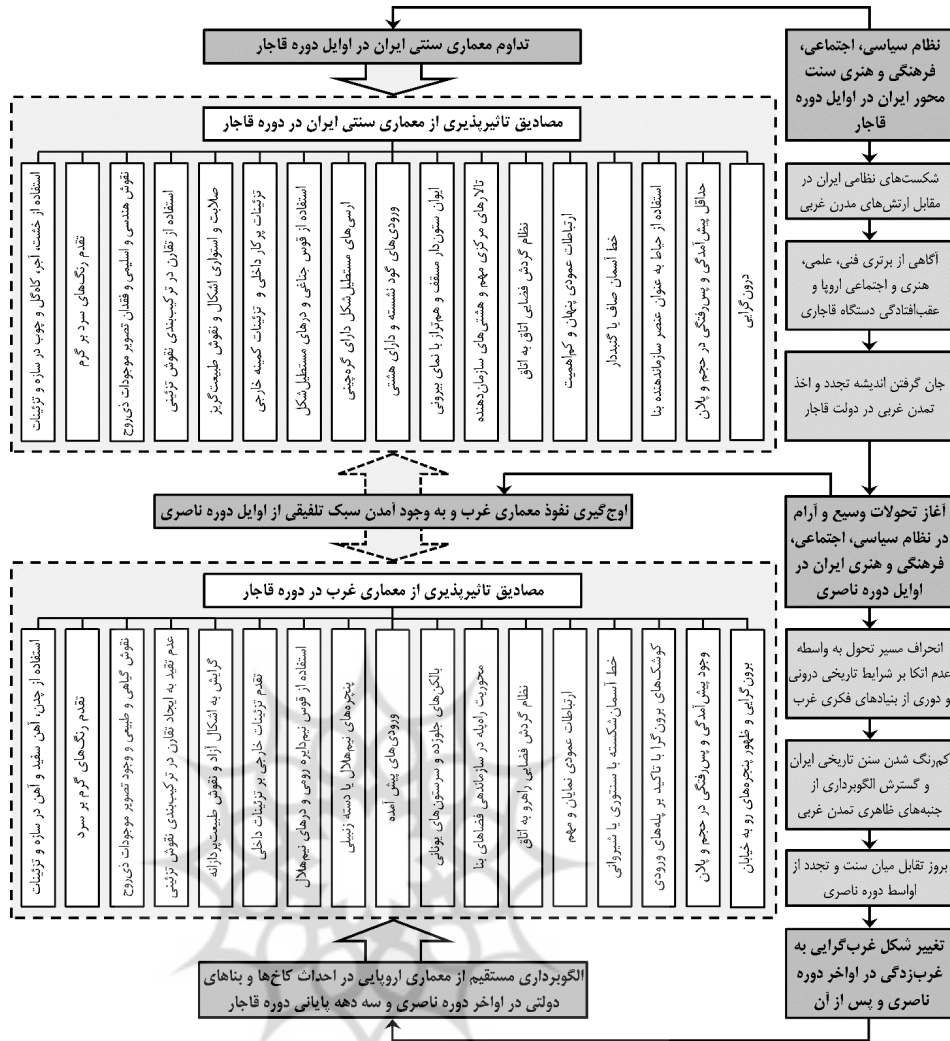 نظام سیاسی، اجتماعی،
فرهنگی و هنری سنت
محور ایران در اوایل دوره
قاجار
شکست‌های نظامی ایران در
مقابل ارتش‌های مدرن غربی
آگاهی از برتری فنی، علمی،
هنری و اجتماعی اروپا و
عقب‌افتادگی دستگاه قاجاری
جان گرفتن اندیشه تجدد و اخذ
تمدن غربی در دولت قاجار
آغاز تحولات وسیع و آرام
در نظام سیاسی، اجتماعی،
فرهنگی و هنری ایران در
اوایل دوره ناصری
انحراف مسیر تحول به واسطه
عدم اتکا بر شرایط تاریخی درونی
و دوری از بنیادهای فکری غرب
کم‌رنگ شدن سنن تاریخی ایران
و گسترش الگوبرداری از
جنبه‌های ظاهری تمدن غربی
بروز تقابل میان سنت و تجدد از
اواسط دوره ناصری
تغییر شکل غرب‌گرایی به
غرب‌زدگی در اواخر دوره
ناصری و پس از آن
تداوم معماری سنتی ایران در اوایل دوره قاجار
مصادیق تاثیرپذیری از معماری سنتی ایران در دوره قاجار
درون‌گرایی
حداقل پیش‌آمدگی و پس‌رفتگی در حجم و پلان
استفاده از حیاط به عنوان عنصر سازماندهنده بنا
خط آسمان صاف یا گنبددار
ارتباطات عمودی پنهان و کم‌اهمیت
نظام گردش فضایی اتاق به اتاق
تالارهای مرکزی مهم و هشتی‌های سازمان‌دهنده
ایوان ستون‌دار مسقف و هم‌تراز با نمای بیرونی
ورودی‌های گود نشسته و دارای هشتی
ارسی‌های مستطیل شکل دارای گره‌چینی
استفاده از قوس جناغی و درهای مستطیل‌شکل
تزئینات پرکار داخلی و تزئینات کمینه خارجی
صلابت و استواری اشکال و نقوش طبیعت‌گریز
استفاده از تقارن در ترکیب‌بندی نقوش تزئینی
نقوش هندسی و اسلیمی و فقدان تصویر موجودات ذی‌روح
تقدم رنگ‌های سرد بر گرم
استفاده از خشت، آجر، کاه‌گل و چوب در سازه و تزئینات
اوج‌گیری نفوذ معماری غرب و به وجود آمدن سبک تلفیقی از اوایل دوره ناصری
مصادیق تاثیرپذیری از معماری غرب در دوره قاجار
برون‌گرایی و ظهور پنجره‌های رو به خیابان
وجود پیش‌آمدگی و پس‌رفتگی در حجم و پلان
کوشک‌های برون‌گرا با تاکید بر پله‌های ورودی
خط آسمان‌شکسته با سنتوری یا شیروانی
ارتباطات عمودی نمایان و مهم
نظام گردش فضایی راهرو به اتاق
محوریت راه‌پله در سازماندهی فضاهای بنا
بالکن‌های جلوزده و سرستون‌های یونانی
ورودی‌های پیش آمده
پنجره‌های نیم‌هلال یا دسته زنبیلی
استفاده از قوس نیم‌دایره رومی و درهای نیم‌هلال
تقدم تزئینات خارجی بر تزئینات داخلی
گرایش به اشکال آزاد و نقوش طبیعت‌پردازانه
عدم تقید به ایجاد تقارن در ترکیب‌بندی نقوش تزئینی
نقوش گیاهی و طبیعی و وجود تصویر موجودات ذی‌روح
تقدم رنگ‌های گرم بر سرد
استفاده از چدن، آهن سفید و آهن در سازه و تزئینات
الگوبرداری مستقیم از معماری اروپایی در احداث کاخ‌ها و بناهای
دولتی در اواخر دوره ناصری و سه دهه پایانی دوره قاجار